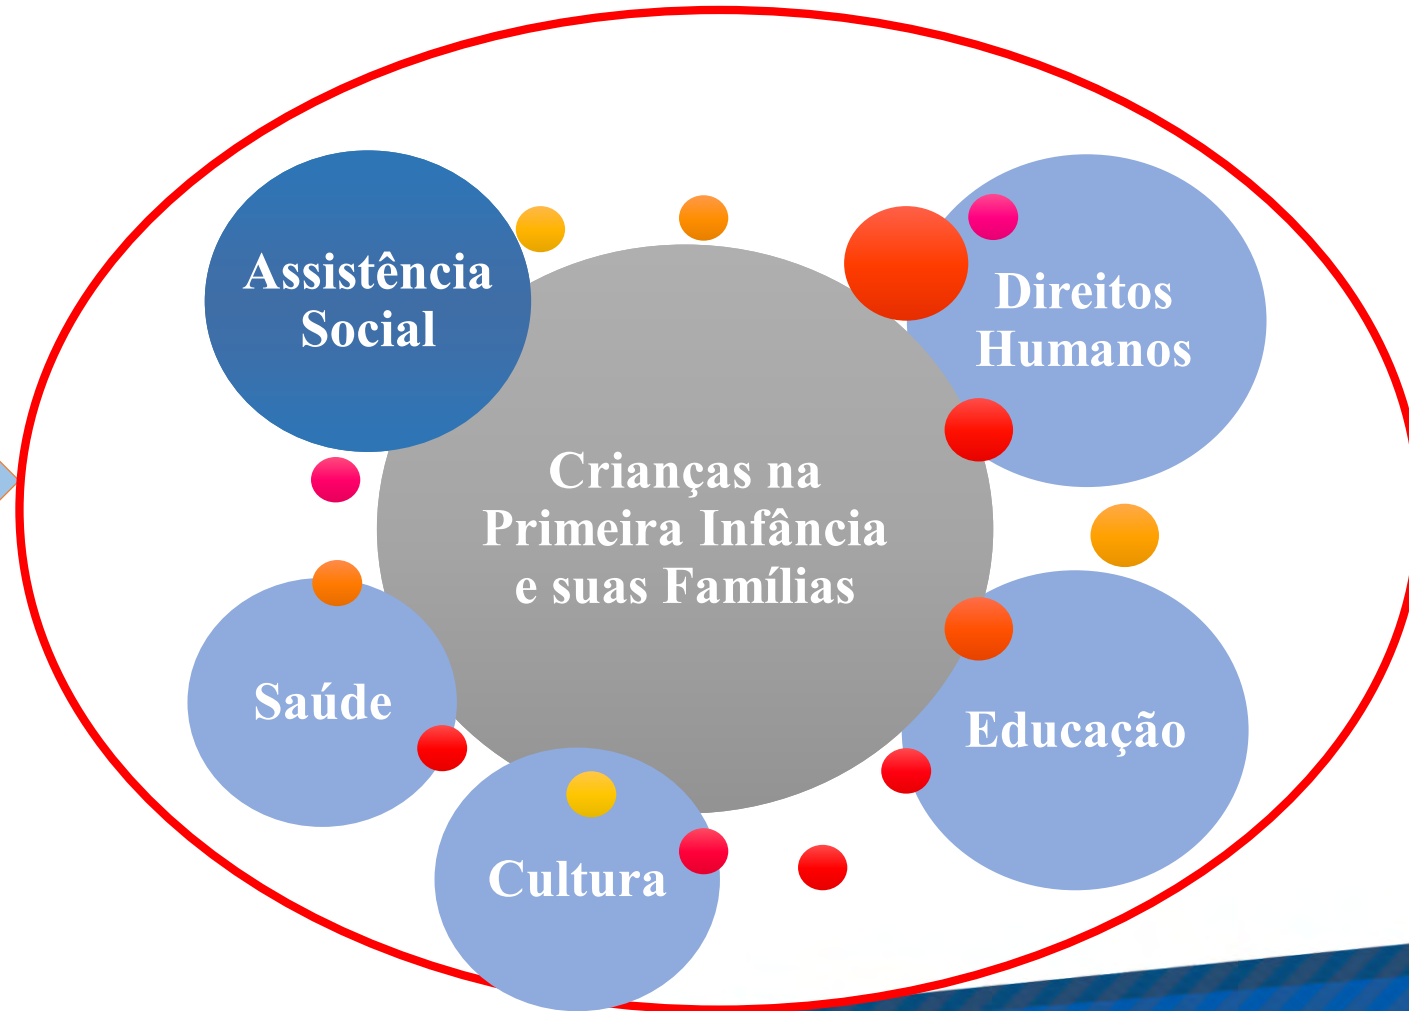 Assistência
Social
Direitos
Humanos
Crianças na
Primeira Infância
e suas Famílias
Saúde
Educação
Cultura